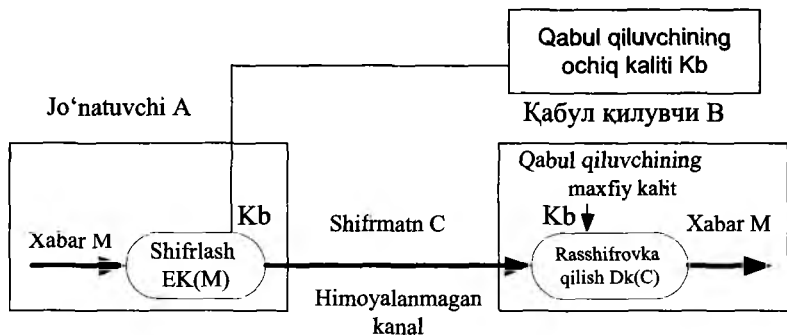 Qabul qiluvchining
ochiq kaliti Kb
Jo‘natuvchi A
Қабул қилувчи B
Qabul qiluvchining
maxfiy kalit
Kb
Shifrmatn C
Kb
Xabar M
Xabar M
Shifrlash
EK(M)
Rasshifrovka
qilish Dk(C)
Himoyalanmagan
kanal